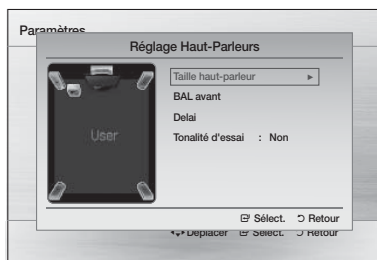 Paramètres
Réglage Haut-Parleurs
Taille haut-parleur ►
BAL avant
Delai
User
Tonalité d'essai : Non
Sélect. Retour
Déplacer Sélect. Retour